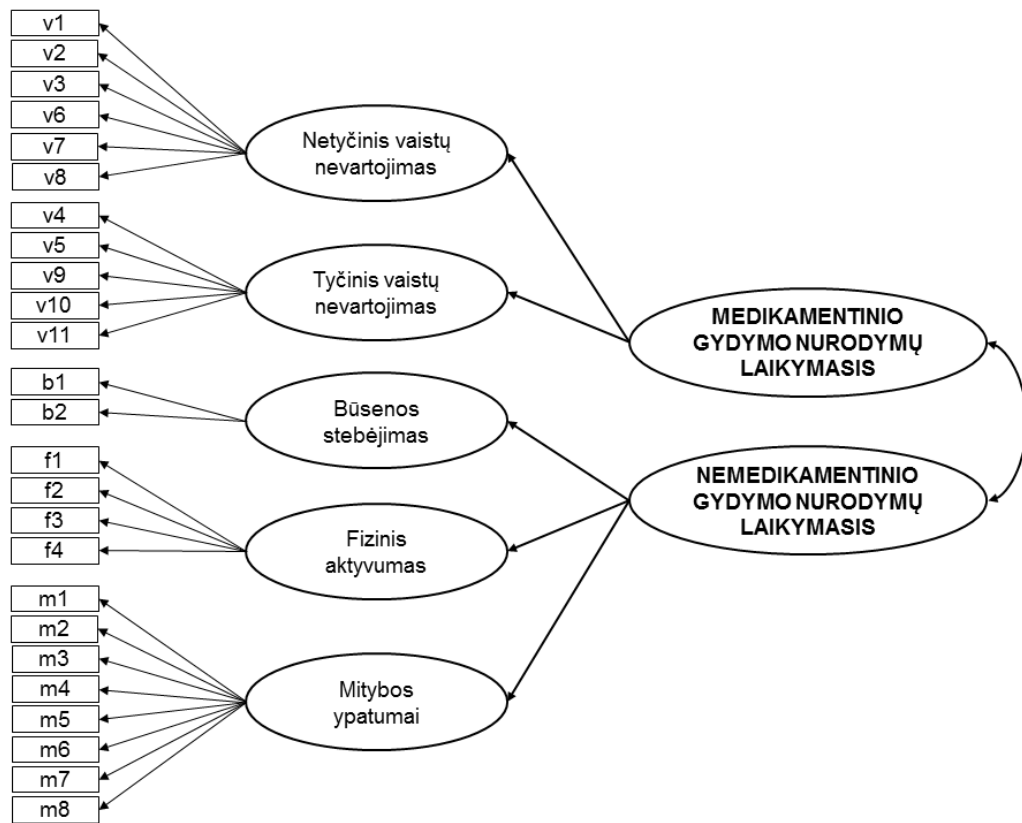 v1
v2
v3
v6
v7
v8
v4
v5
v9
v10
v11
b1
b2
f1
f2
f3
f4
m1
m2
m3
m4
m5
m6
m7
m8
Netyčinis vaistų
nevartojimas
Tyčinis vaistų
nevartojimas
Būsenos
stebėjimas
Fizinis
aktyvumas
Mitybos
ypatumai
MEDIKAMENTINIO
GYDYMO NURODYMŲ
LAIKYMASIS
NEMEDIKAMENTINIO
GYDYMO NURODYMŲ
LAIKYMASIS